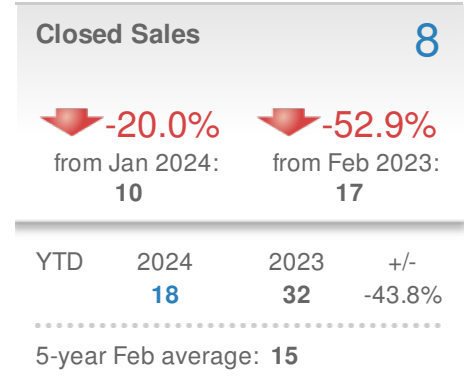 Closed Sales 8
-20.0% -52.9%
from Jan 2024: from Feb 2023:
10 17
YTD 2024 2023 +/-
18 32 -43.8%
5-year Feb average: 15